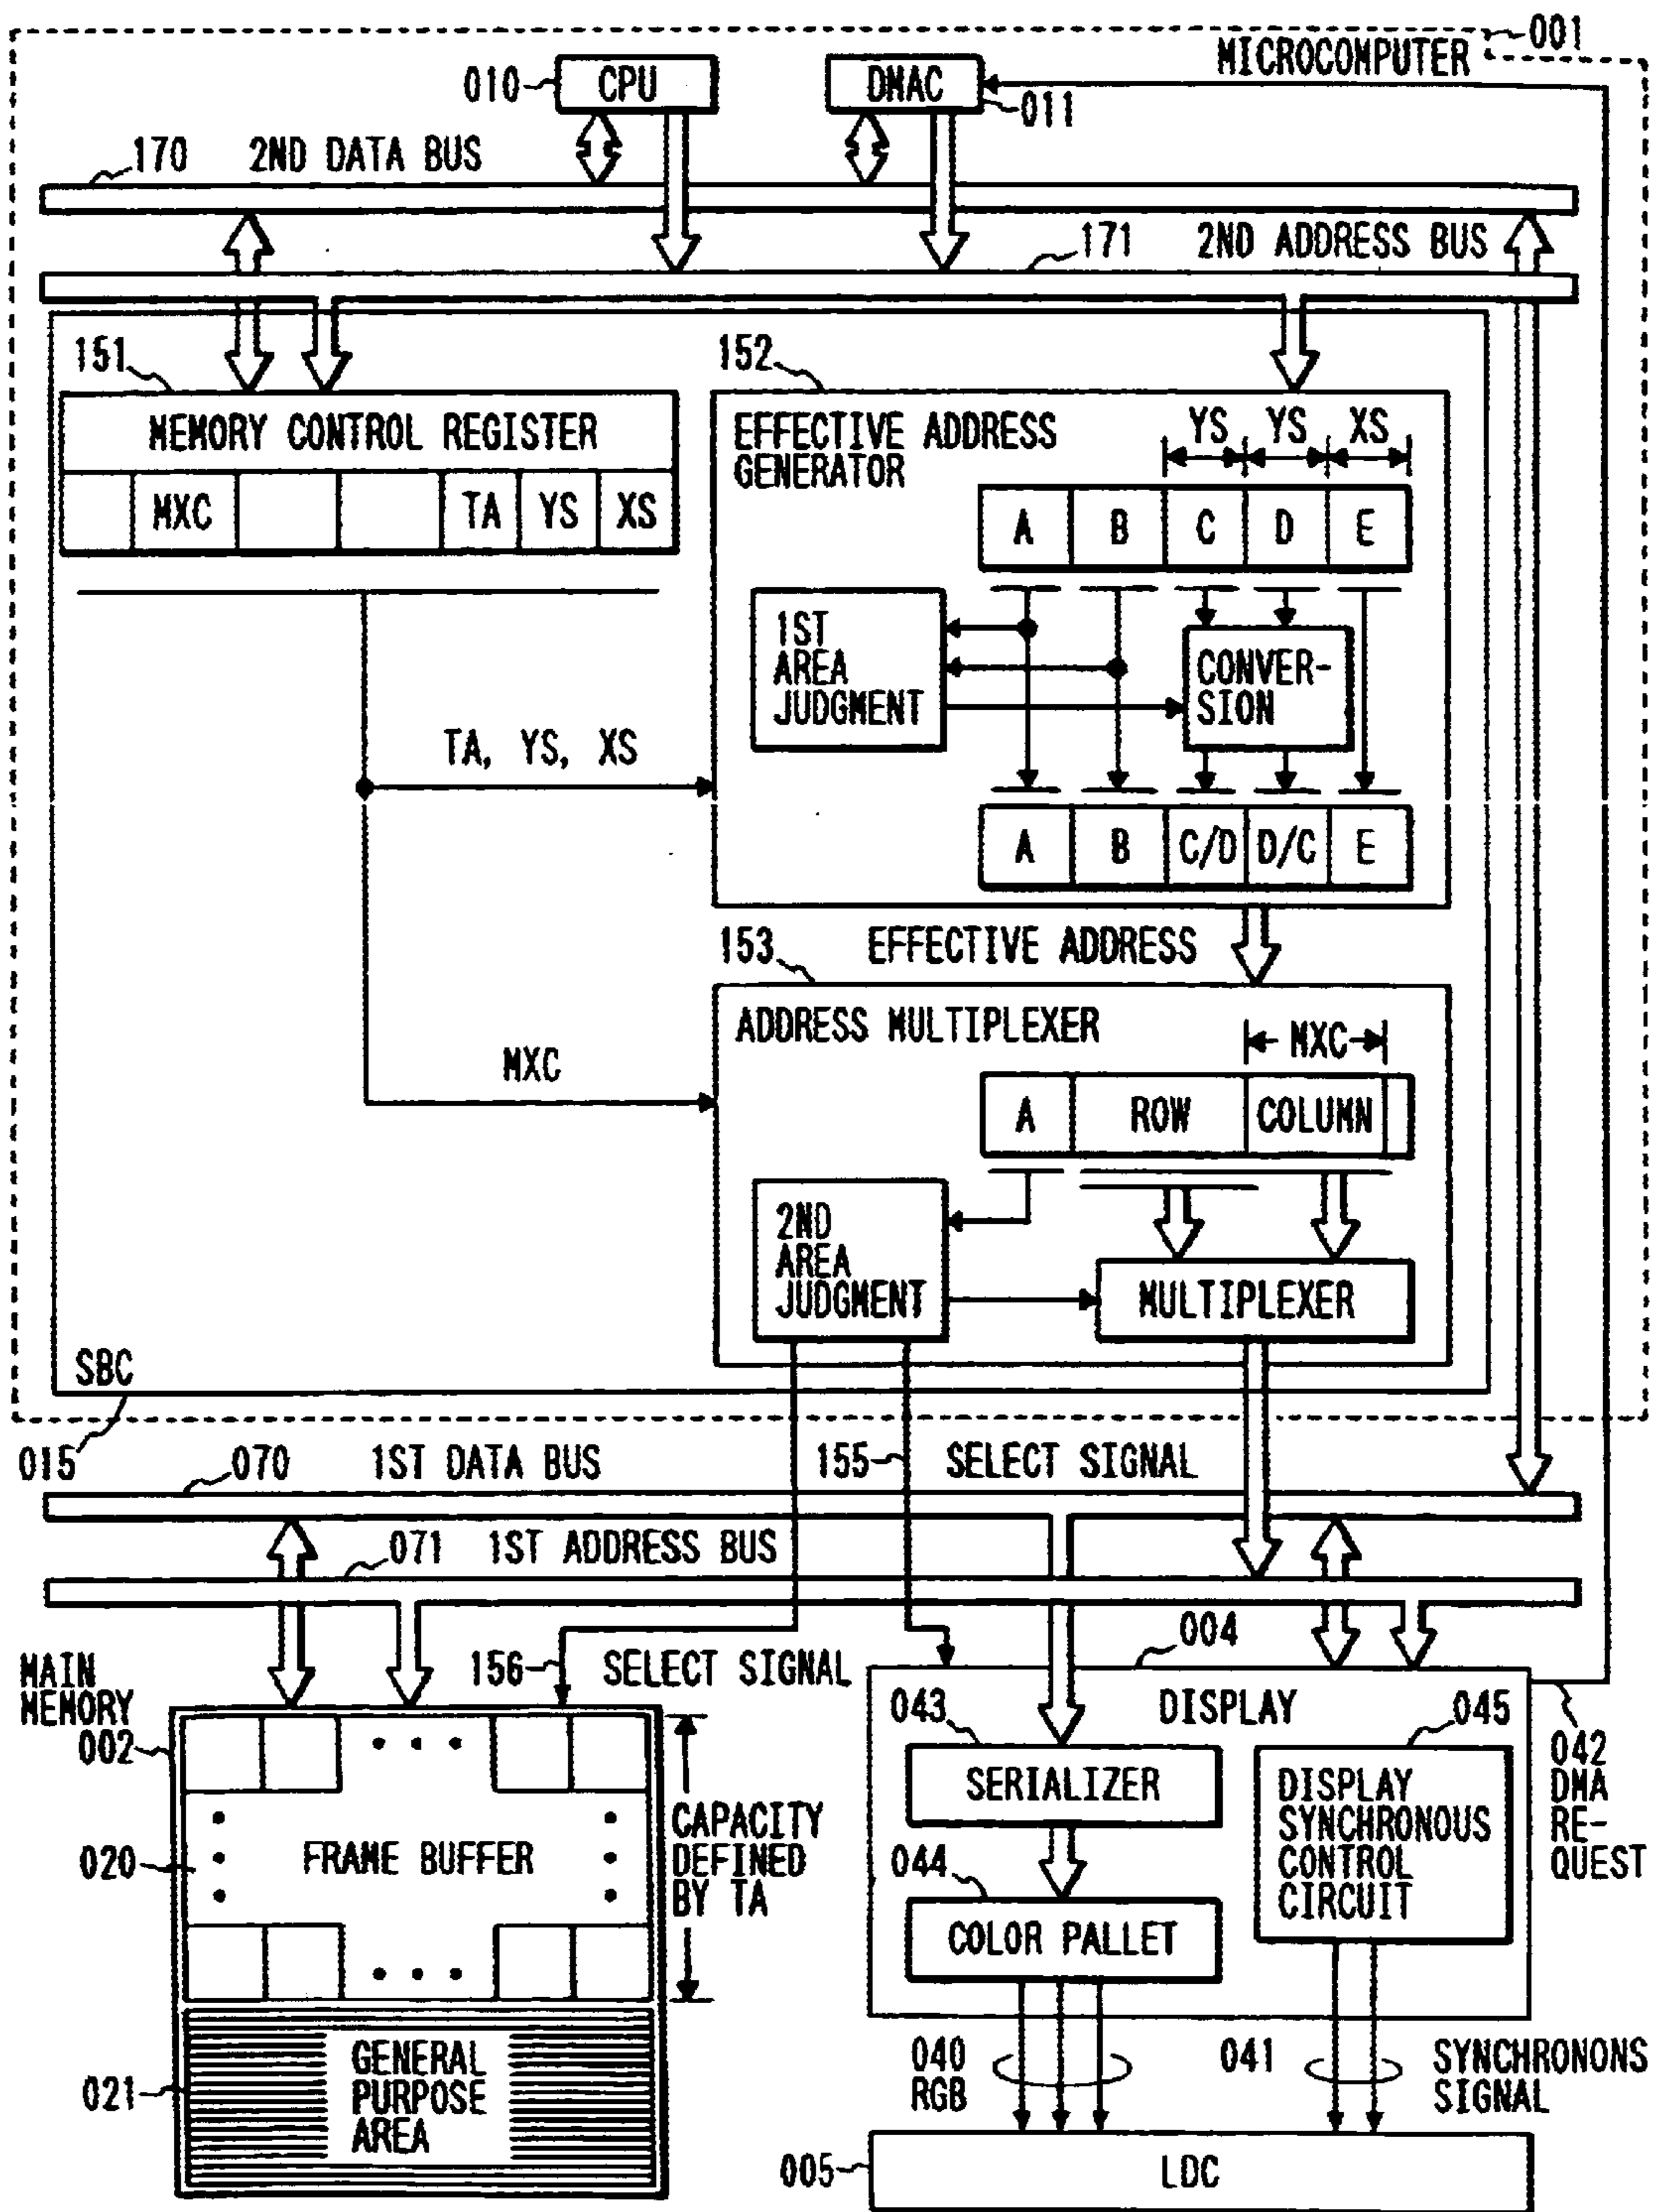 001
MICROCOMPUTER
010 CPU
DMAC 011
170 2ND DATA BUS
171 2ND ADDRESS BUS
151
MEMORY CONTROL REGISTER
MXC TA YS XS
152
EFFECTIVE ADDRESS
GENERATOR
YS YS XS
A B C D E
1ST
AREA
JUDGMENT
CONVER-
SION
TA, YS, XS
A B C/D D/C E
EFFECTIVE ADDRESS
153
ADDRESS MULTIPLEXER
MXC
MXC
A ROW COLUMN
2ND
AREA
JUDGMENT
MULTIPLEXER
SBC
015
070 1ST DATA BUS
155 SELECT SIGNAL
071 1ST ADDRESS BUS
156 SELECT SIGNAL
004
MAIN
MEMORY
002
020
FRAME BUFFER
CAPACITY
DEFINED
BY TA
021
GENERAL
PURPOSE
AREA
DISPLAY
043
SERIALIZER
044
COLOR PALLET
045
DISPLAY
SYNCHRONOUS
CONTROL
CIRCUIT
042
DMA
RE-
QUEST
040
RGB
041
SYNCHRONONS
SIGNAL
005
LDC